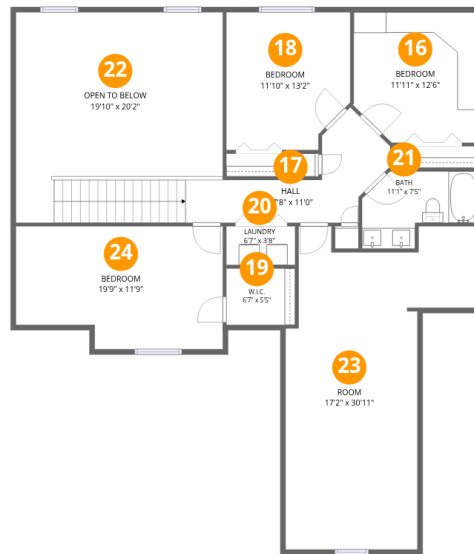 22
OPEN TO BELOW
19'10" x 20'2"
18
BEDROOM
11'10" x 13'2"
16
BEDROOM
11'11" x 12'6"
17
HALL
8" x 11'0"
21
BATH
11'1" x 7'5"
20
LAUNDRY
6'7" x 3'8"
24
BEDROOM
19'9" x 11'9"
19
W.I.C.
6'7" x 5'5"
23
ROOM
17'2" x 30'11"